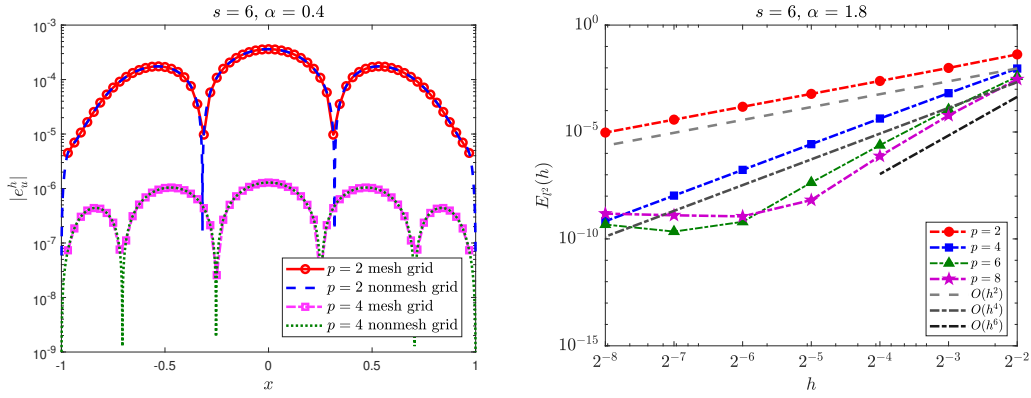 s = 6, α = 0.4
10^-3
10^-4
10^-5
10^-6
10^-7
10^-8
10^-9
|e_u^h|
-1
-0.5
0
0.5
1
x
p = 2 mesh grid
p = 2 nonmesh grid
p = 4 mesh grid
p = 4 nonmesh grid
s = 6, α = 1.8
10^0
10^-5
10^-10
10^-15
E_{l^2}(h)
2^-8
2^-7
2^-6
2^-5
2^-4
2^-3
2^-2
h
p = 2
p = 4
p = 6
p = 8
O(h^2)
O(h^4)
O(h^6)